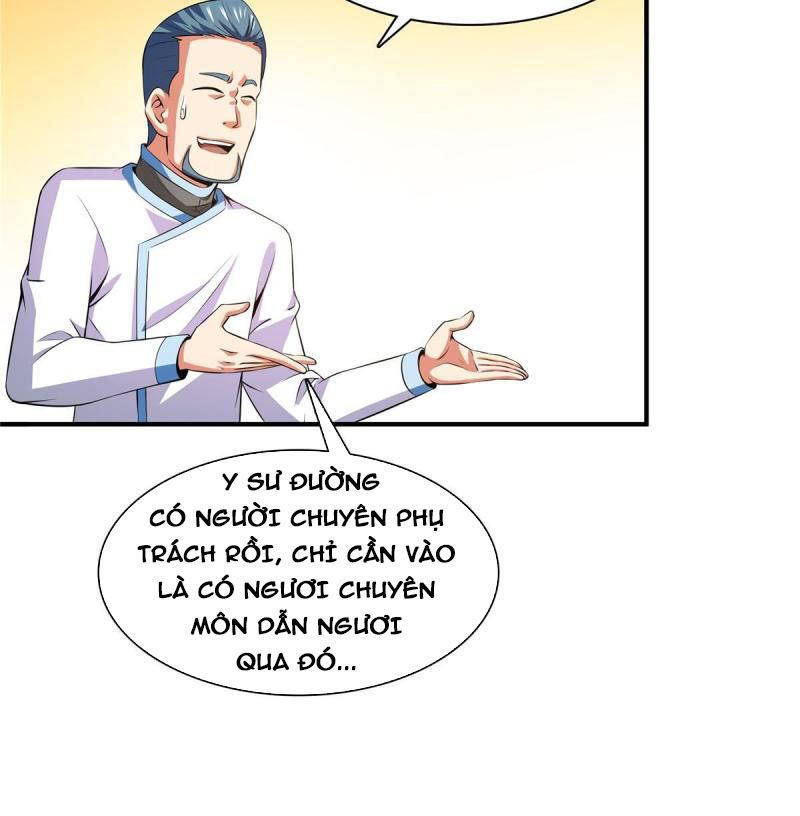 Y SƯ ĐƯỜNG
CÓ NGƯỜI CHUYÊN PHỤ
TRÁCH RỒI, CHỈ CẦN VÀO
LÀ CÓ NGƯƠI CHUYÊN
MÔN DẪN NGƯƠI
QUA ĐÓ...